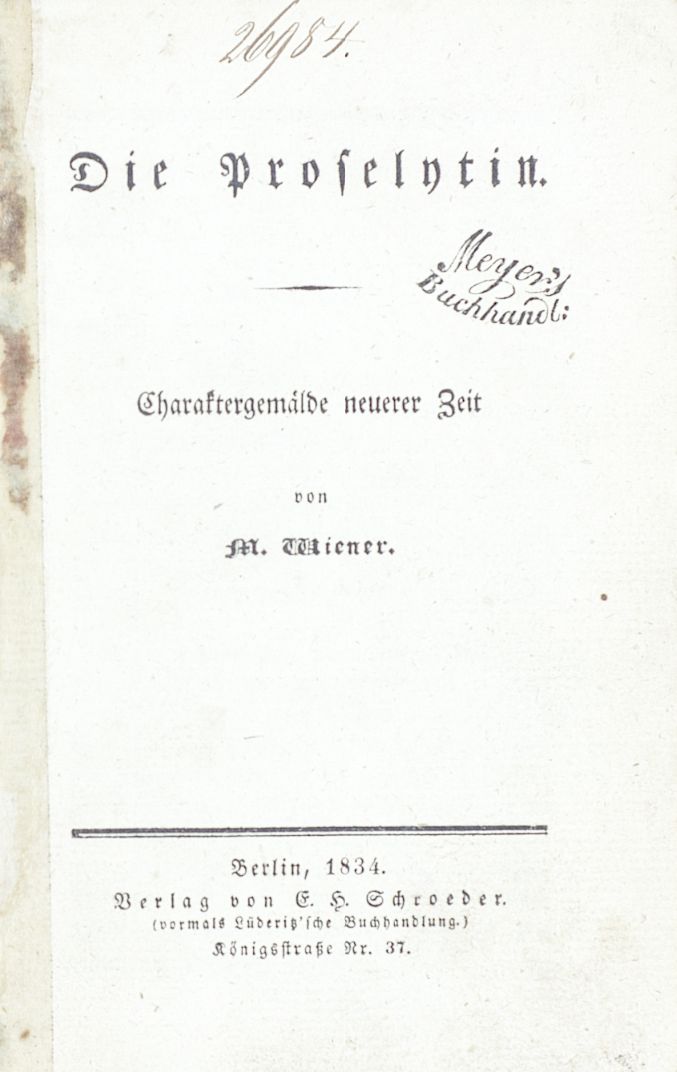 26984.
Die Proselytin.
Meyers
Buchhandl:
Charaktergemälde neuerer Zeit
von
M. Wiener.
Berlin, 1834.
Verlag von E. H. Schroeder.
(vormals Lüderitz'sche Buchhandlung.)
Königsstraße Nr. 37.